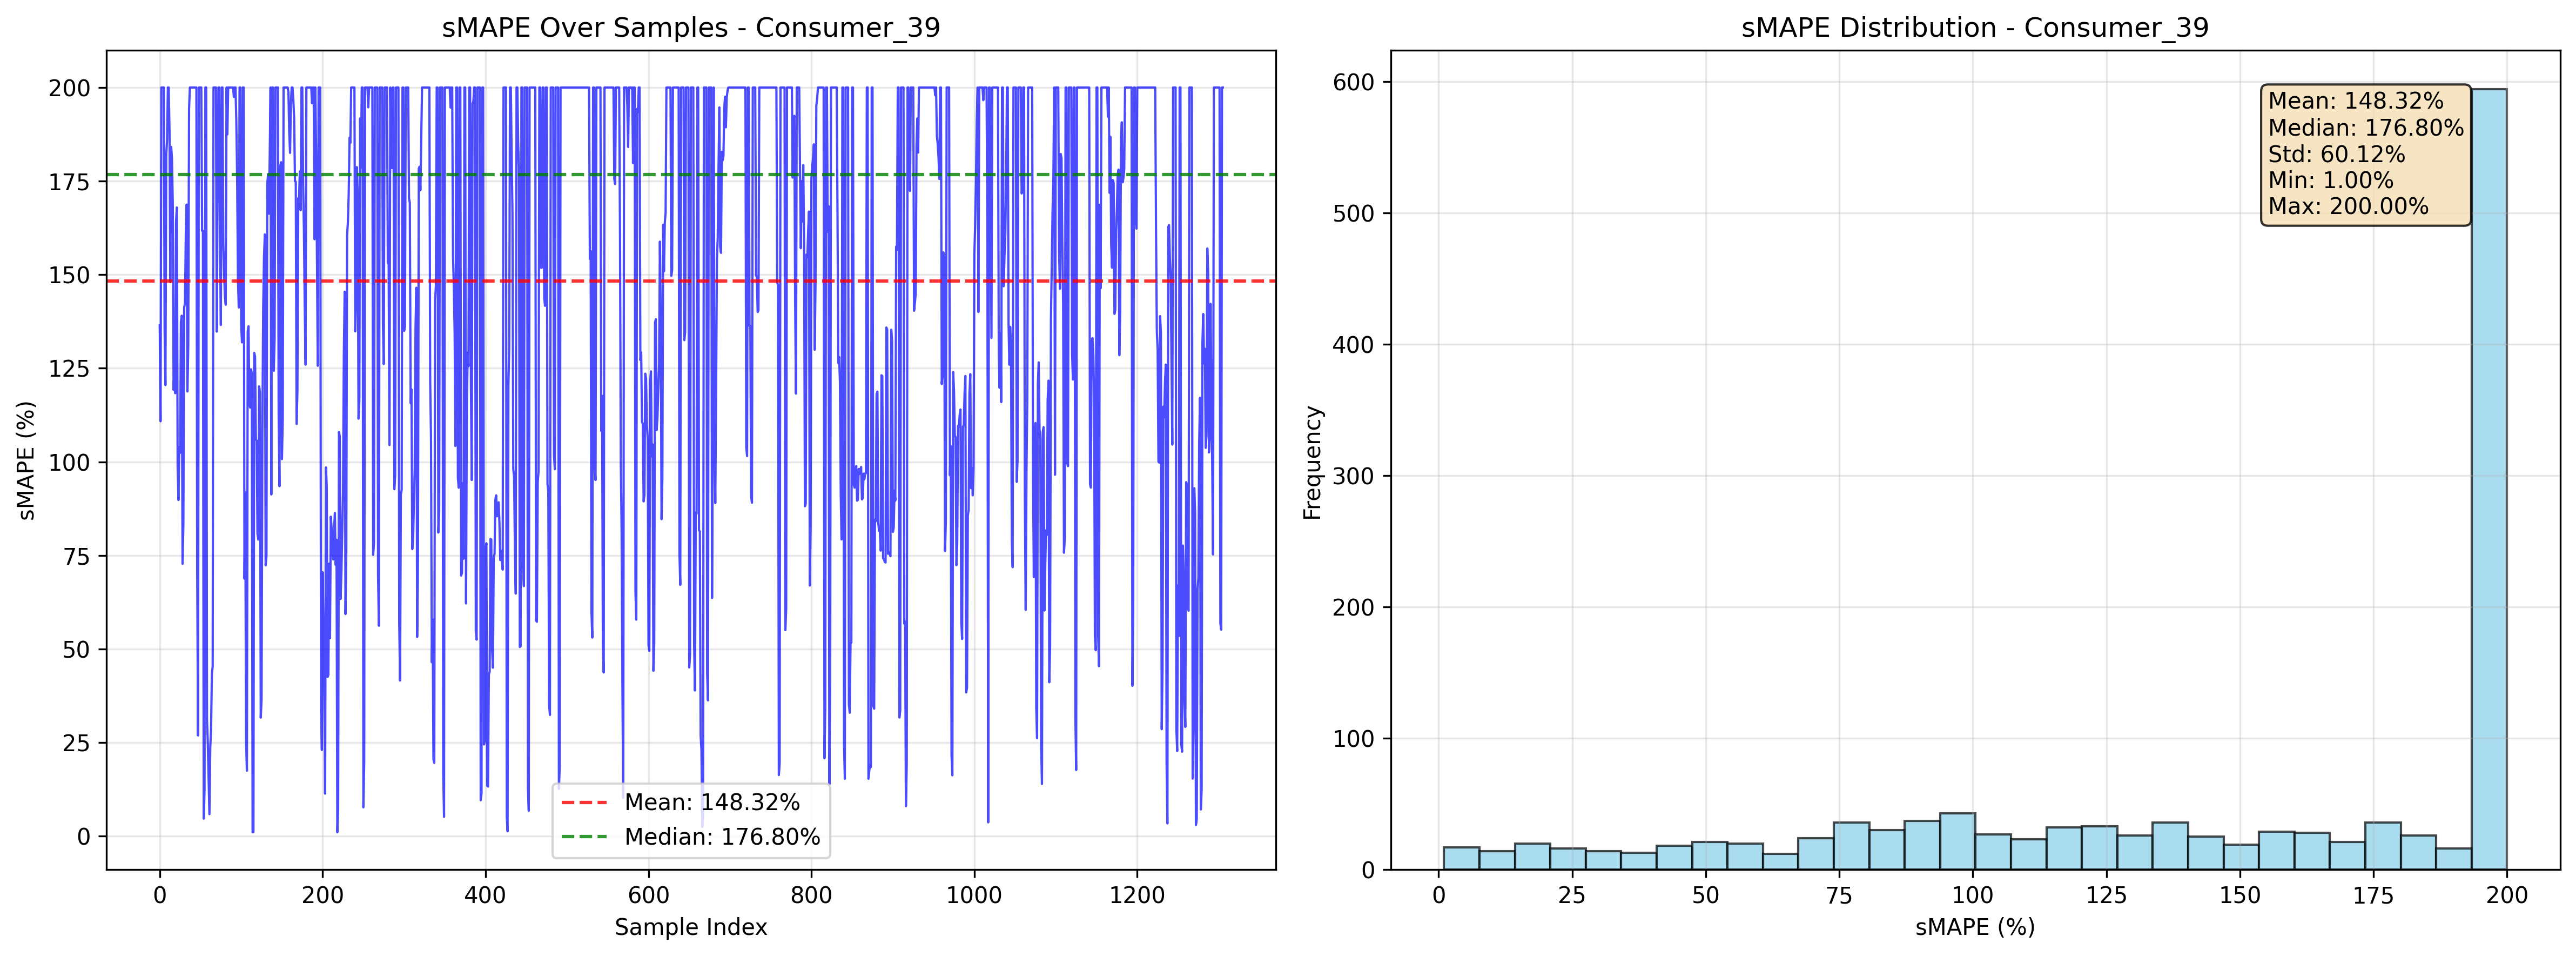 sMAPE Over Samples - Consumer_39
200
175
150
125
100
75
50
25
0
sMAPE (%)
Mean: 148.32%
Median: 176.80%
0 200 400 600 800 1000 1200
Sample Index
sMAPE Distribution - Consumer_39
600
500
400
300
200
100
0
Frequency
Mean: 148.32%
Median: 176.80%
Std: 60.12%
Min: 1.00%
Max: 200.00%
0 25 50 75 100 125 150 175 200
sMAPE (%)